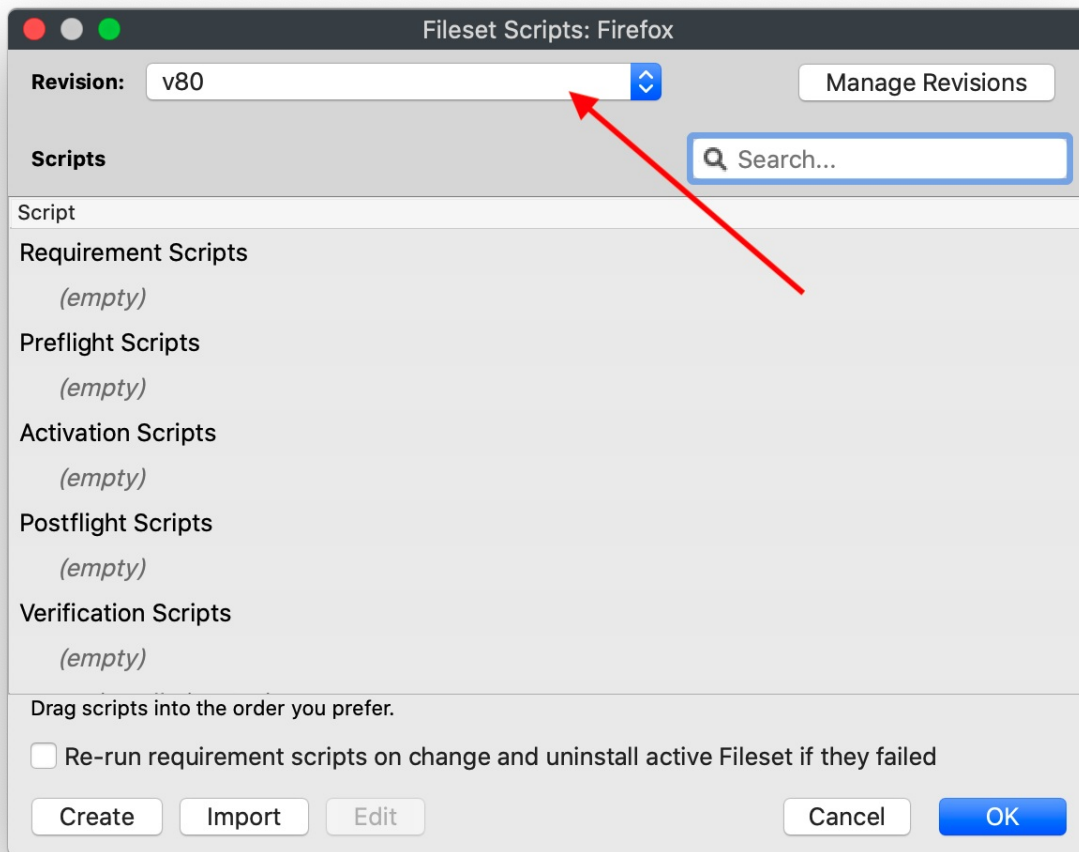 Fileset Scripts: Firefox
Revision: v80 Manage Revisions
Scripts Search...
Script
Requirement Scripts
(empty)
Preflight Scripts
(empty)
Activation Scripts
(empty)
Postflight Scripts
(empty)
Verification Scripts
(empty)
Drag scripts into the order you prefer.
Re-run requirement scripts on change and uninstall active Fileset if they failed
Create Import Edit Cancel OK